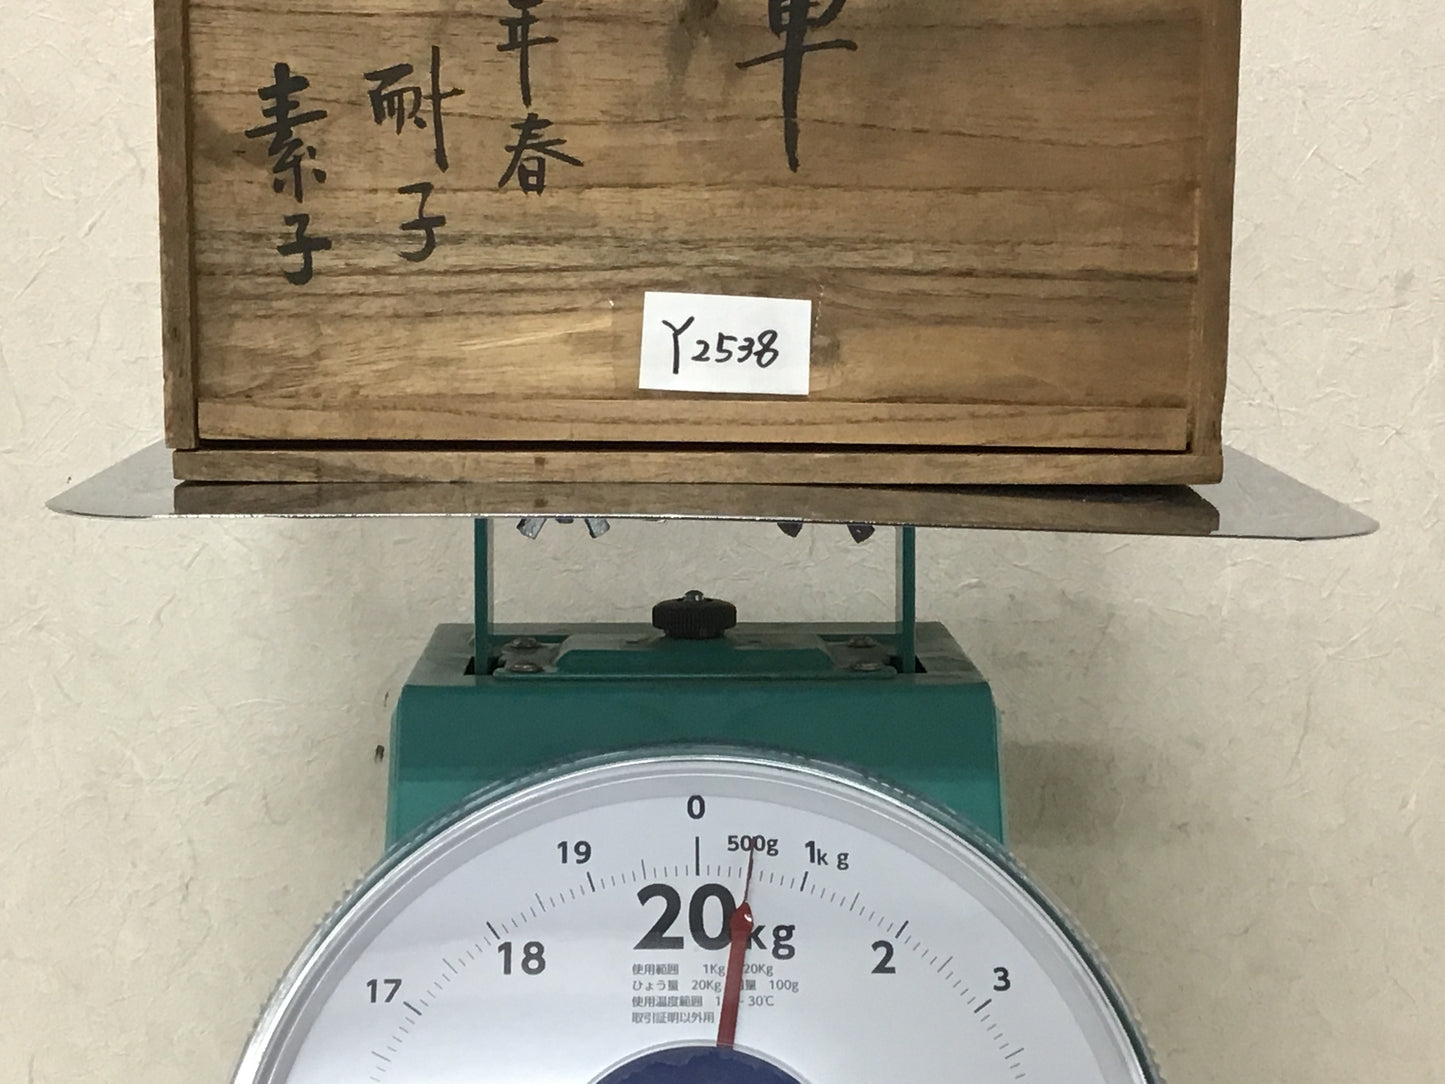 車
年春
耐子
素子
Y2538
0
500g
1kg
2
3
19
18
17
20kg
使用範囲 1Kg 20Kg
ひょう量 20Kg 量 100g
使用温度範囲 30℃
取引証明以外用